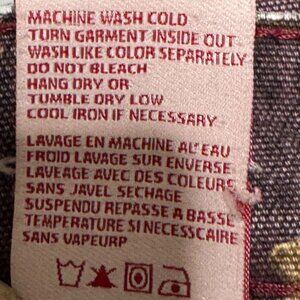 MACHINE WASH COLD
TURN GARMENT INSIDE OUT
WASH LIKE COLOR SEPARATELY
DO NOT BLEACH
HANG DRY OR
TUMBLE DRY LOW
COOL IRON IF NECESSARY
LAVAGE EN MACHINE AL'EAU
FROID LAVAGE SUR ENVERSE
LAVEAGE AVEC DES COLEURS
SANS JAVEL SECHAGE
SUSPENDU REPASSE A BASSE
TEMPERATURE SI NECISSCAIRE
SANS VAPEURP